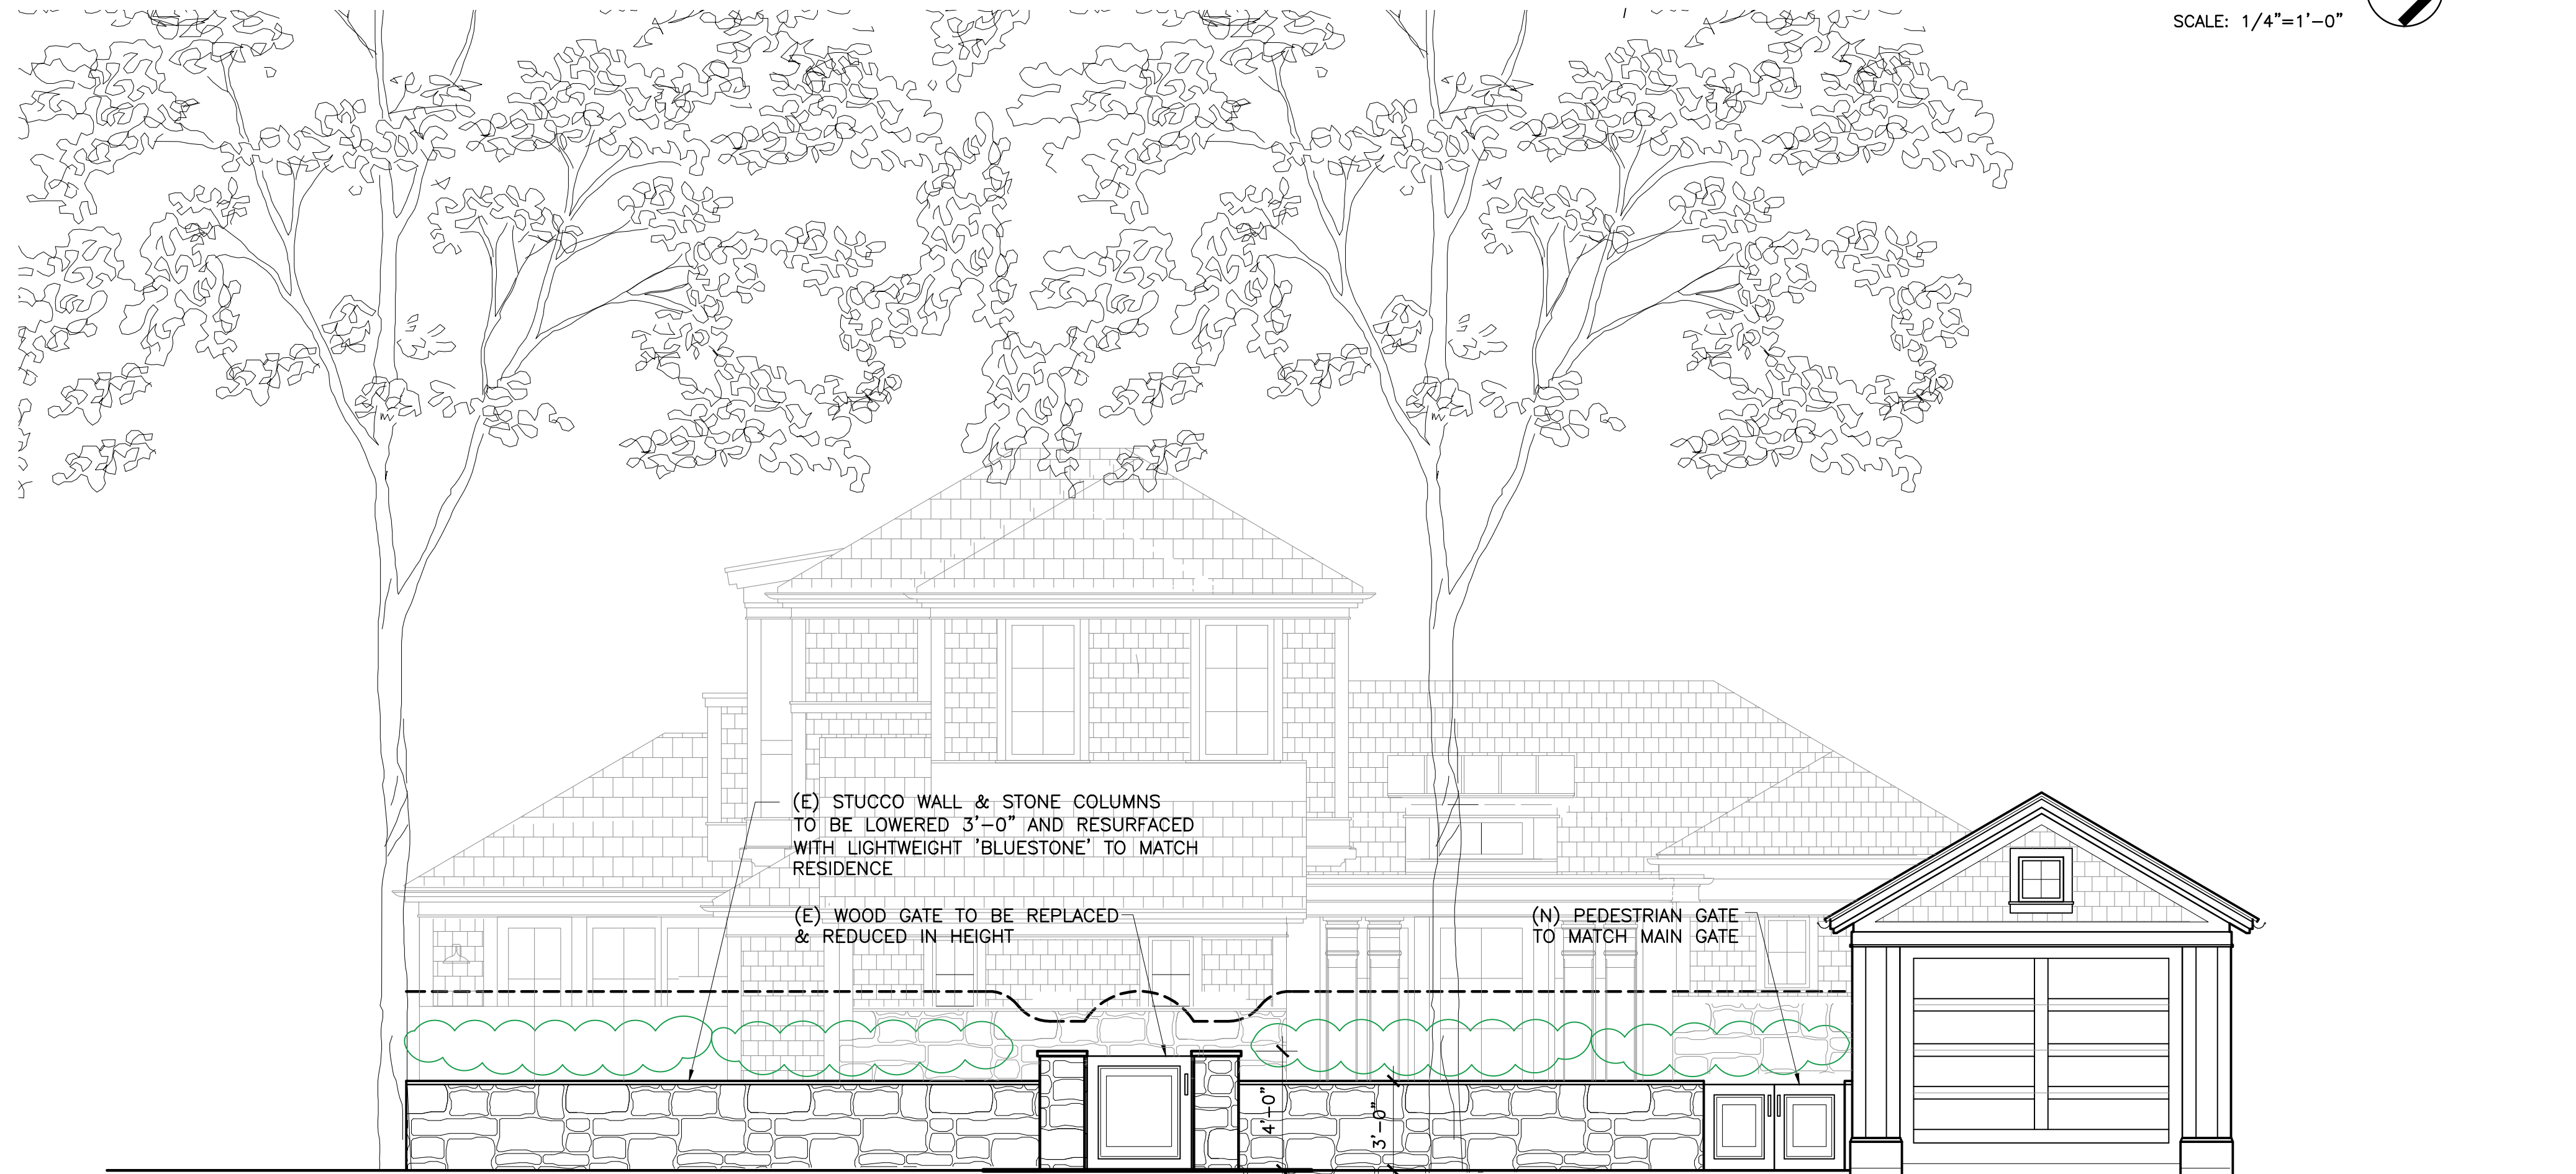 SCALE: 1/4"=1'-0"
(E) STUCCO WALL & STONE COLUMNS
TO BE LOWERED 3'-0" AND RESURFACED
WITH LIGHTWEIGHT 'BLUESTONE' TO MATCH
RESIDENCE
(E) WOOD GATE TO BE REPLACED
& REDUCED IN HEIGHT
(N) PEDESTRIAN GATE
TO MATCH MAIN GATE
4'-0"
3'-0"